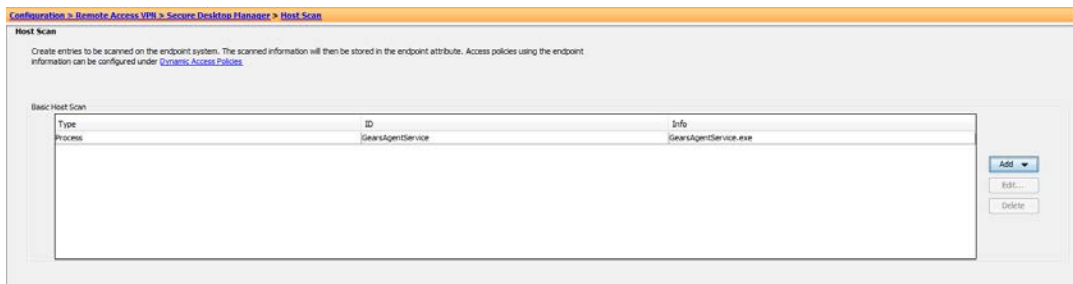 Configuration > Remote Access VPN > Secure Desktop Manager > Host Scan
Host Scan
Create entries to be scanned on the endpoint system. The scanned information will then be stored in the endpoint attribute. Access policies using the endpoint
information can be configured under Dynamic Access Policies
Basic Host Scan
Type ID Info
Process GearsAgentService GearsAgentService.exe
Add
Edit...
Delete